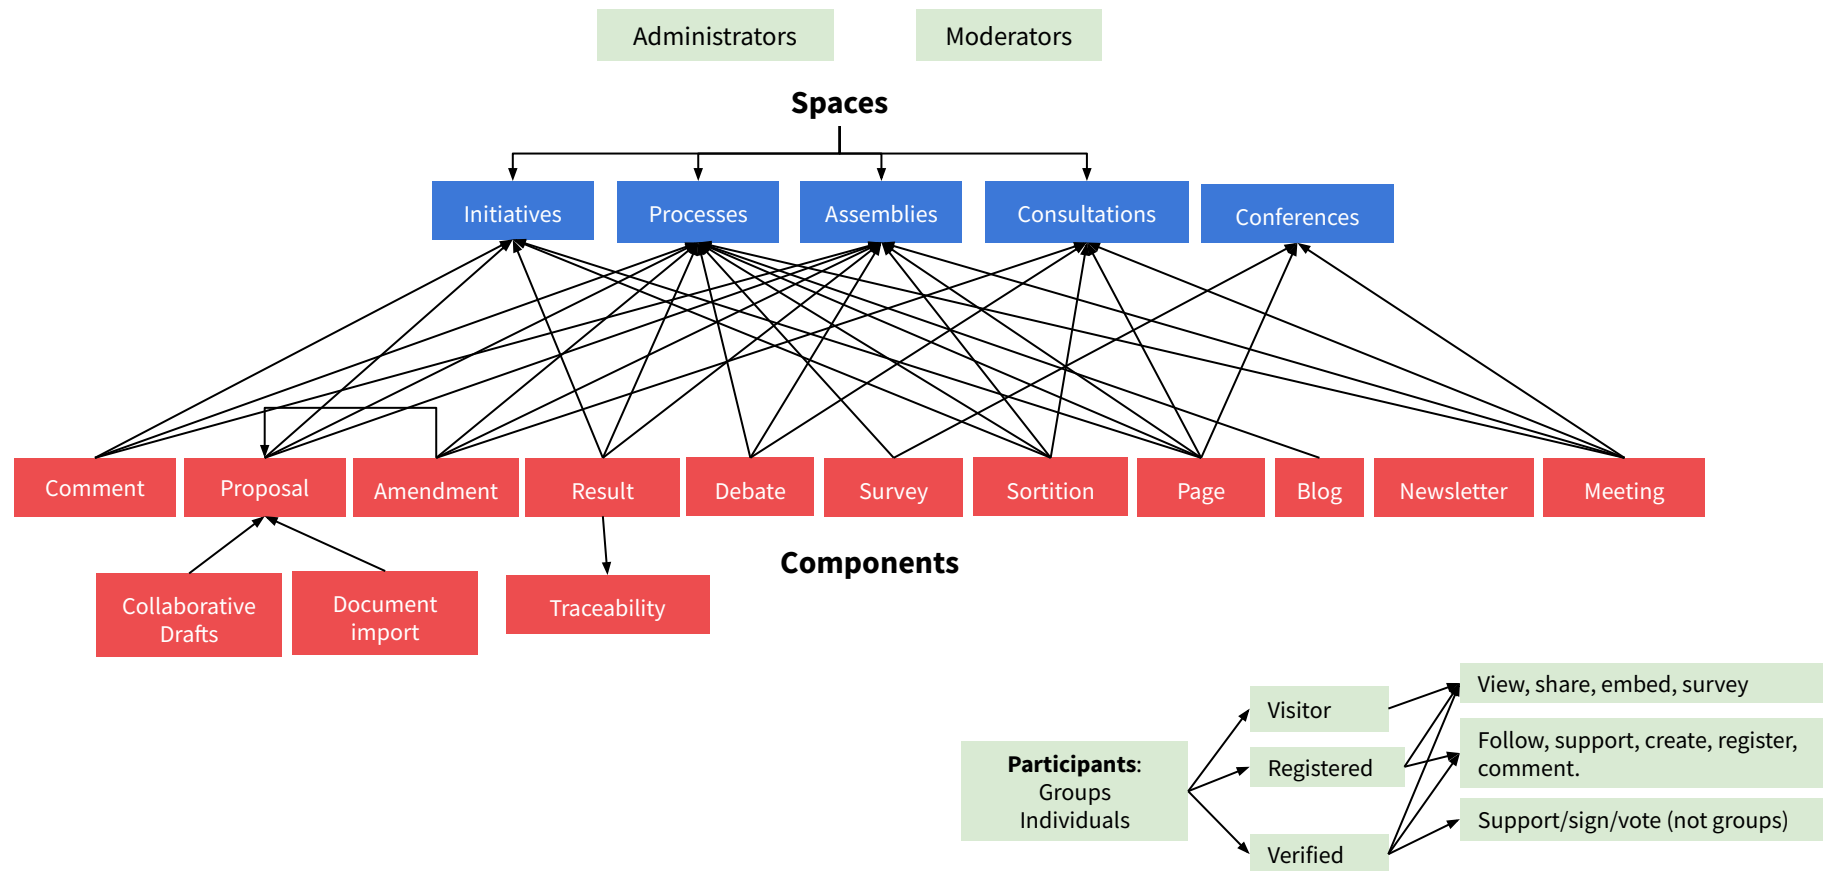 Administrators
Moderators
Spaces
Initiatives
Processes
Assemblies
Consultations
Conferences
Comment
Proposal
Amendment
Result
Debate
Survey
Sortition
Page
Blog
Newsletter
Meeting
Components
Collaborative
Drafts
Document
import
Traceability
Participants:
Groups
Individuals
Visitor
Registered
Verified
View, share, embed, survey
Follow, support, create, register,
comment.
Support/sign/vote (not groups)